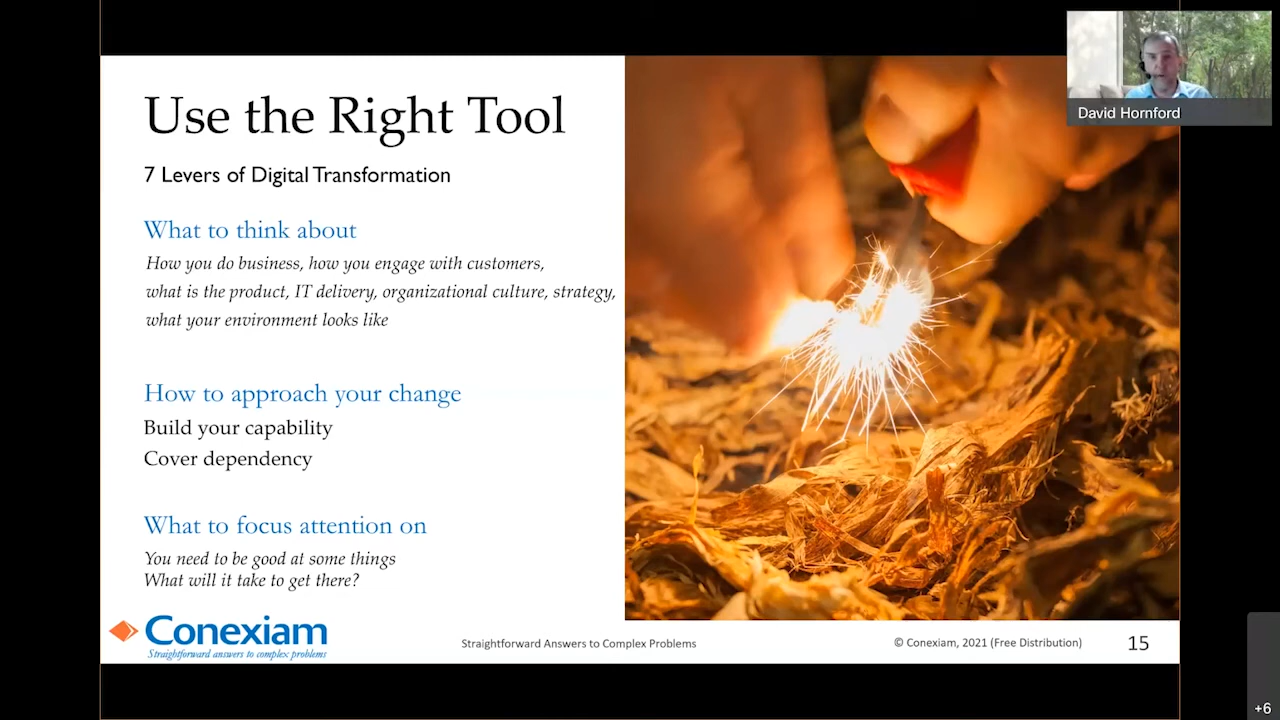 Use the Right Tool
7 Levers of Digital Transformation
What to think about
How you do business, how you engage with customers,
what is the product, IT delivery, organizational culture, strategy,
what your environment looks like
How to approach your change
Build your capability
Cover dependency
What to focus attention on
You need to be good at some things
What will it take to get there?
Conexiam
Straightforward answers to complex problems
Straightforward Answers to Complex Problems
© Conexiam, 2021 (Free Distribution)
15
David Hornford
+6